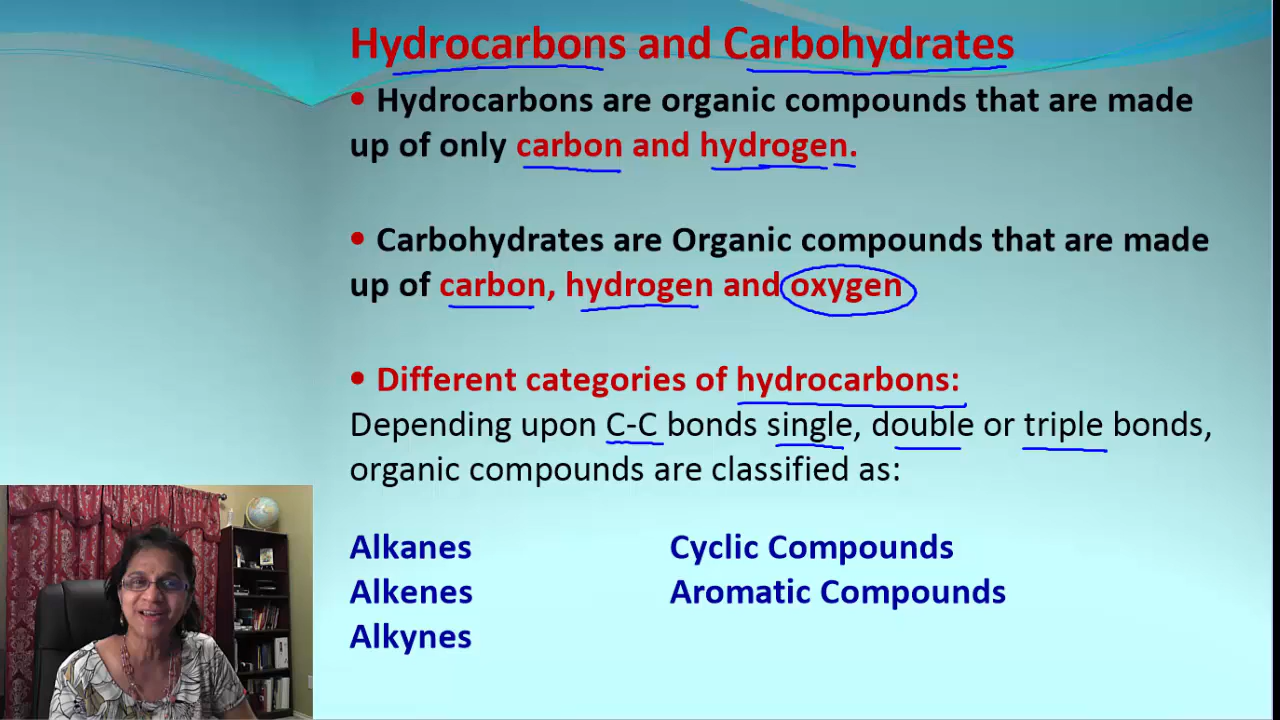 Hydrocarbons and Carbohydrates
• Hydrocarbons are organic compounds that are made
up of only carbon and hydrogen.
• Carbohydrates are Organic compounds that are made
up of carbon, hydrogen and oxygen
• Different categories of hydrocarbons:
Depending upon C-C bonds single, double or triple bonds,
organic compounds are classified as:
Alkanes
Alkenes
Alkynes
Cyclic Compounds
Aromatic Compounds